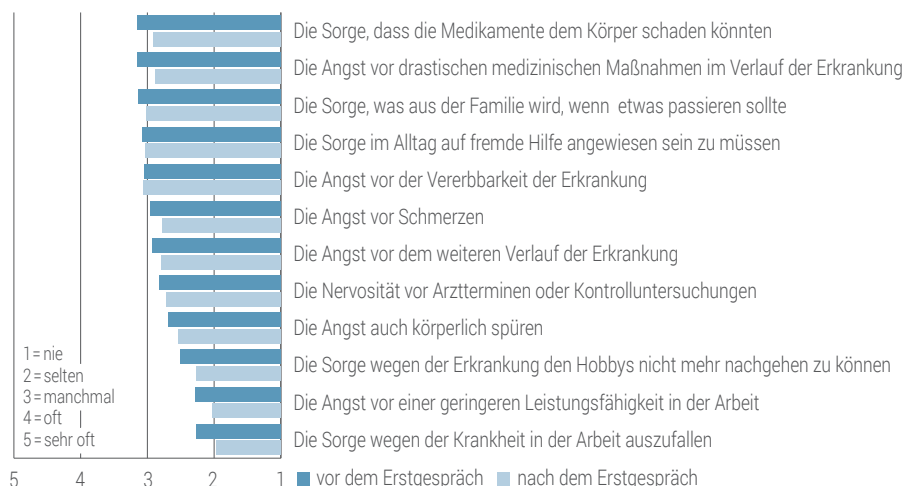 Die Sorge, dass die Medikamente dem Körper schaden könnten
Die Angst vor drastischen medizinischen Maßnahmen im Verlauf der Erkrankung
Die Sorge, was aus der Familie wird, wenn etwas passieren sollte
Die Sorge im Alltag auf fremde Hilfe angewiesen sein zu müssen
Die Angst vor der Vererbbarkeit der Erkrankung
Die Angst vor Schmerzen
Die Angst vor dem weiteren Verlauf der Erkrankung
Die Nervosität vor Arztterminen oder Kontrolluntersuchungen
Die Angst auch körperlich spüren
Die Sorge wegen der Erkrankung den Hobbys nicht mehr nachgehen zu können
Die Angst vor einer geringeren Leistungsfähigkeit in der Arbeit
Die Sorge wegen der Krankheit in der Arbeit auszufallen
1 = nie
2 = selten
3 = manchmal
4 = oft
5 = sehr oft
5 4 3 2 1
vor dem Erstgespräch nach dem Erstgespräch